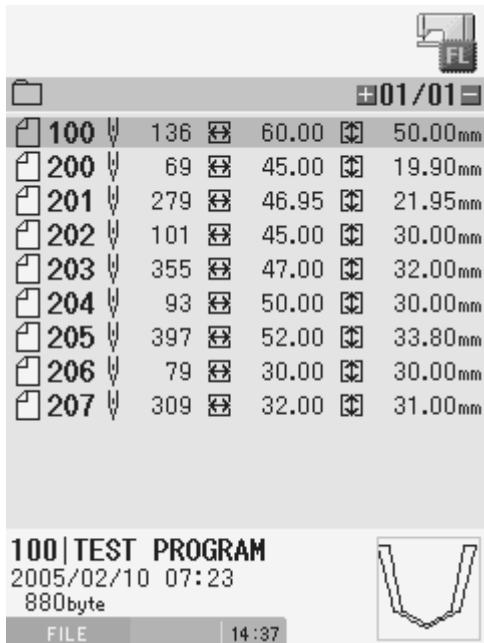 FL
01/01
100 136 60.00 50.00mm
200 69 45.00 19.90mm
201 279 46.95 21.95mm
202 101 45.00 30.00mm
203 355 47.00 32.00mm
204 93 50.00 30.00mm
205 397 52.00 33.80mm
206 79 30.00 30.00mm
207 309 32.00 31.00mm
100|TEST PROGRAM
2005/02/10 07:23
880byte
FILE 14:37